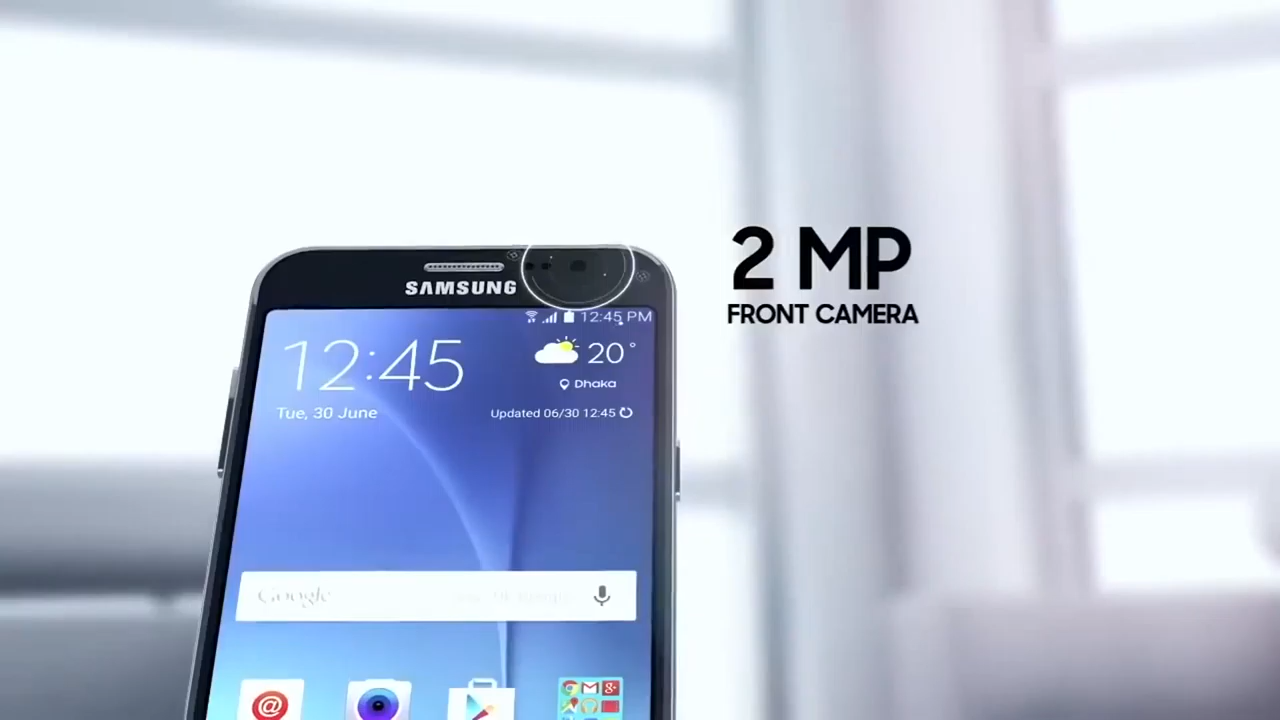 2 MP
FRONT CAMERA
SAMSUNG
12:45 PM
12:45
20°
Dhaka
Tue, 30 June
Updated 06/30 12:45
Google